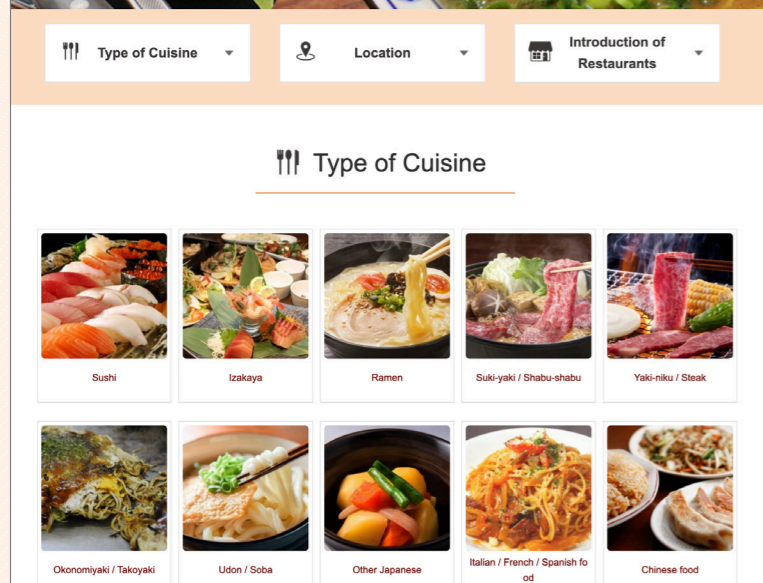 Type of Cuisine
Location
Introduction of
Restaurants
Type of Cuisine
Sushi
Izakaya
Ramen
Suki-yaki / Shabu-shabu
Yaki-niku / Steak
Okonomiyaki / Takoyaki
Udon / Soba
Other Japanese
Italian / French / Spanish fo
od
Chinese food